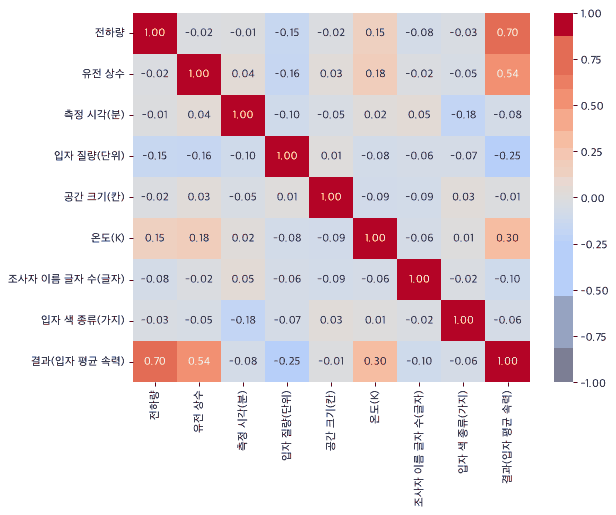 전하량 1.00 -0.02 -0.01 -0.15 -0.02 0.15 -0.08 -0.03 0.70
유전 상수 -0.02 1.00 0.04 -0.16 0.03 0.18 -0.02 -0.05 0.54
측정 시각(분) -0.01 0.04 1.00 -0.10 -0.05 0.02 0.05 -0.18 -0.08
입자 질량(단위) -0.15 -0.16 -0.10 1.00 0.01 -0.08 -0.06 -0.07 -0.25
공간 크기(칸) -0.02 0.03 -0.05 0.01 1.00 -0.09 -0.09 0.03 -0.01
온도(K) 0.15 0.18 0.02 -0.08 -0.09 1.00 -0.06 0.01 0.30
조사자 이름 글자 수(글자) -0.08 -0.02 0.05 -0.06 -0.09 -0.06 1.00 -0.02 -0.10
입자 색 종류(가지) -0.03 -0.05 -0.18 -0.07 0.03 0.01 -0.02 1.00 -0.06
결과(입자 평균 속력) 0.70 0.54 -0.08 -0.25 -0.01 0.30 -0.10 -0.06 1.00
전하량
유전 상수
측정 시각(분)
입자 질량(단위)
공간 크기(칸)
온도(K)
조사자 이름 글자 수(글자)
입자 색 종류(가지)
결과(입자 평균 속력)
1.00
0.75
0.50
0.25
0.00
-0.25
-0.50
-0.75
-1.00